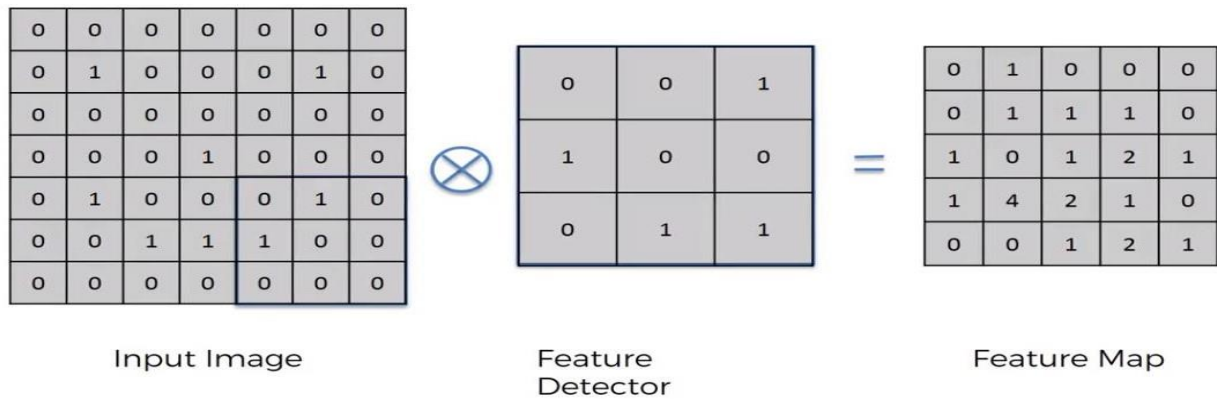 0 0 0 0 0 0 0
0 1 0 0 0 1 0
0 0 0 0 0 0 0
0 0 0 1 0 0 0
0 1 0 0 0 1 0
0 0 1 1 1 0 0
0 0 0 0 0 0 0
Input Image
0 0 1
1 0 0
0 1 1
Feature
Detector
=
0 1 0 0 0
0 1 1 1 0
1 0 1 2 1
1 4 2 1 0
0 0 1 2 1
Feature Map